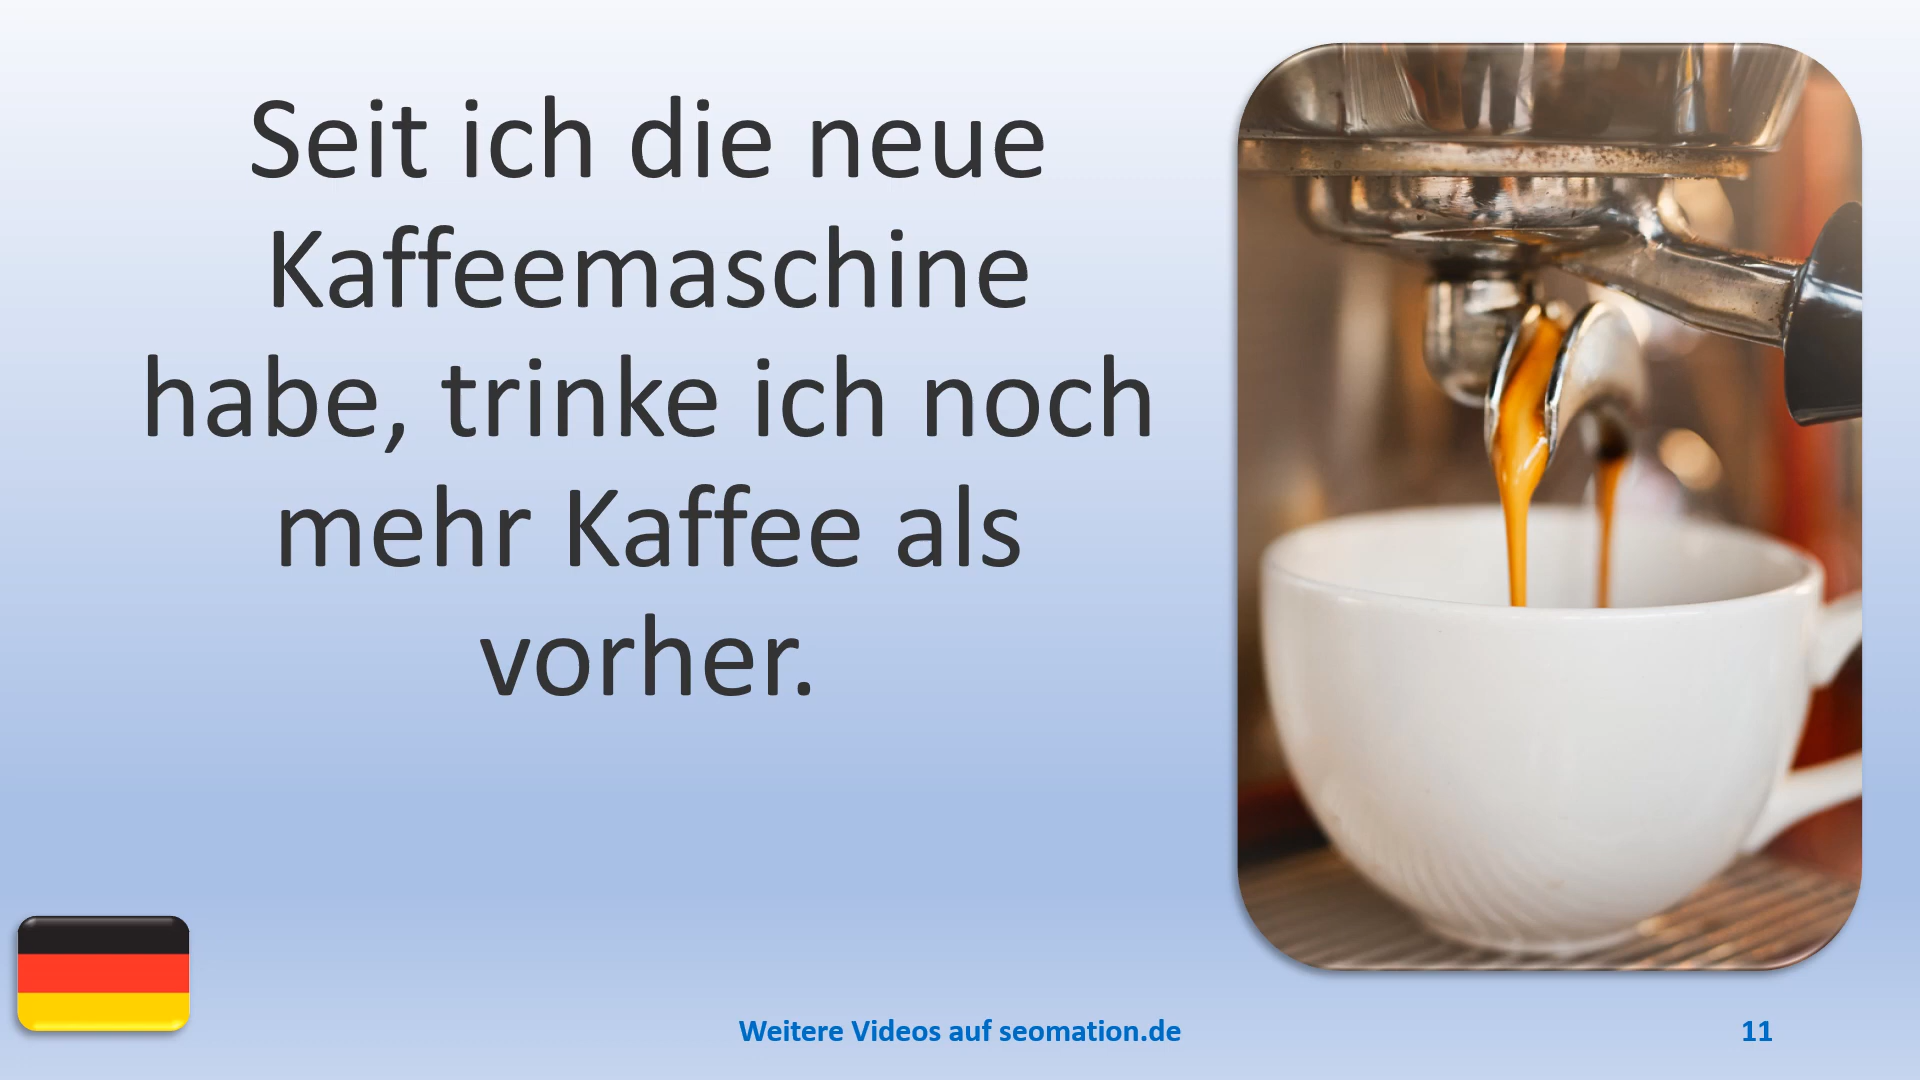 Seit ich die neue
Kaffeemaschine
habe, trinke ich noch
mehr Kaffee als
vorher.
Weitere Videos auf seomation.de
11